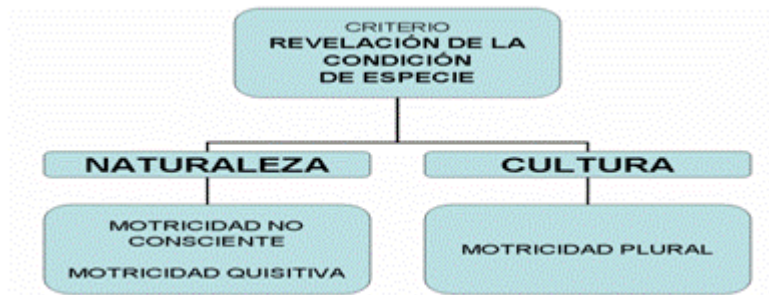 CRITERIO
REVELACIÓN DE LA
CONDICIÓN
DE ESPECIE
NATURALEZA
CULTURA
MOTRICIDAD NO
CONSCIENTE
MOTRICIDAD QUISITIVA
MOTRICIDAD PLURAL